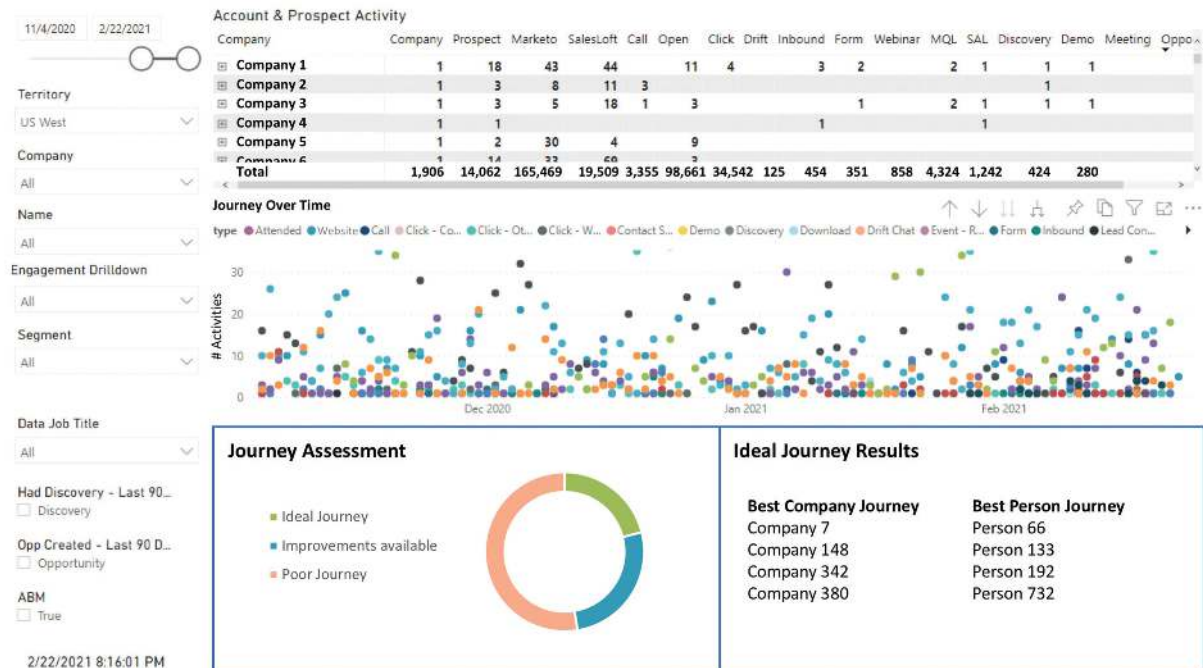 11/4/2020 2/22/2021
Territory
US West
Company
All
Name
All
Engagement Drilldown
All
Segment
All
Data Job Title
All
Had Discovery - Last 90...
Discovery
Opp Created - Last 90 D...
Opportunity
ABM
True
2/22/2021 8:16:01 PM
Account & Prospect Activity
Company Company Prospect Marketo SalesLoft Call Open Click Drift Inbound Form Webinar MQL SAL Discovery Demo Meeting Oppo
Company 1 1 18 43 44 11 4 3 2 2 1 1 1
Company 2 1 3 8 11 3 1
Company 3 1 3 5 18 1 3 1 2 1 1 1
Company 4 1 1 1 1
Company 5 1 2 30 4 9
Company 6 1 14 33 69 3
Total 1,906 14,062 165,469 19,509 3,355 98,661 34,542 125 454 351 858 4,324 1,242 424 280
Journey Over Time
type Attended Website Call Click - Co... Click - Ot... Click - W... Contact S... Demo Discovery Download Drift Chat Event - R... Form Inbound Lead Con...
# Activities
30
20
10
0
Dec 2020 Jan 2021 Feb 2021
Journey Assessment
Ideal Journey
Improvements available
Poor Journey
Ideal Journey Results
Best Company Journey Best Person Journey
Company 7 Person 66
Company 148 Person 133
Company 342 Person 192
Company 380 Person 732